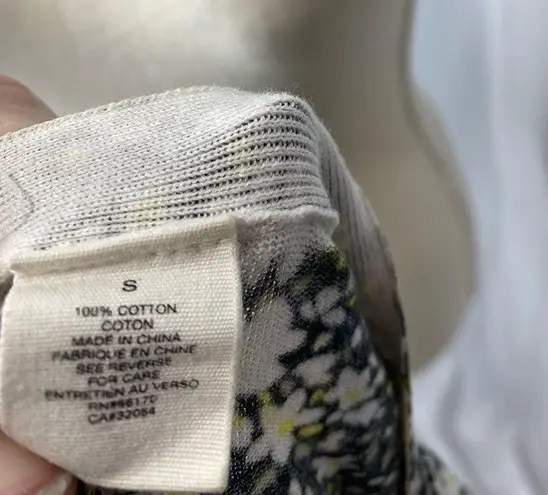 S
100% COTTON
COTON
MADE IN CHINA
FABRIQUE EN CHINE
SEE REVERSE
FOR CARE
ENTRETIEN AU VERSO
RN#66170
CA#32054